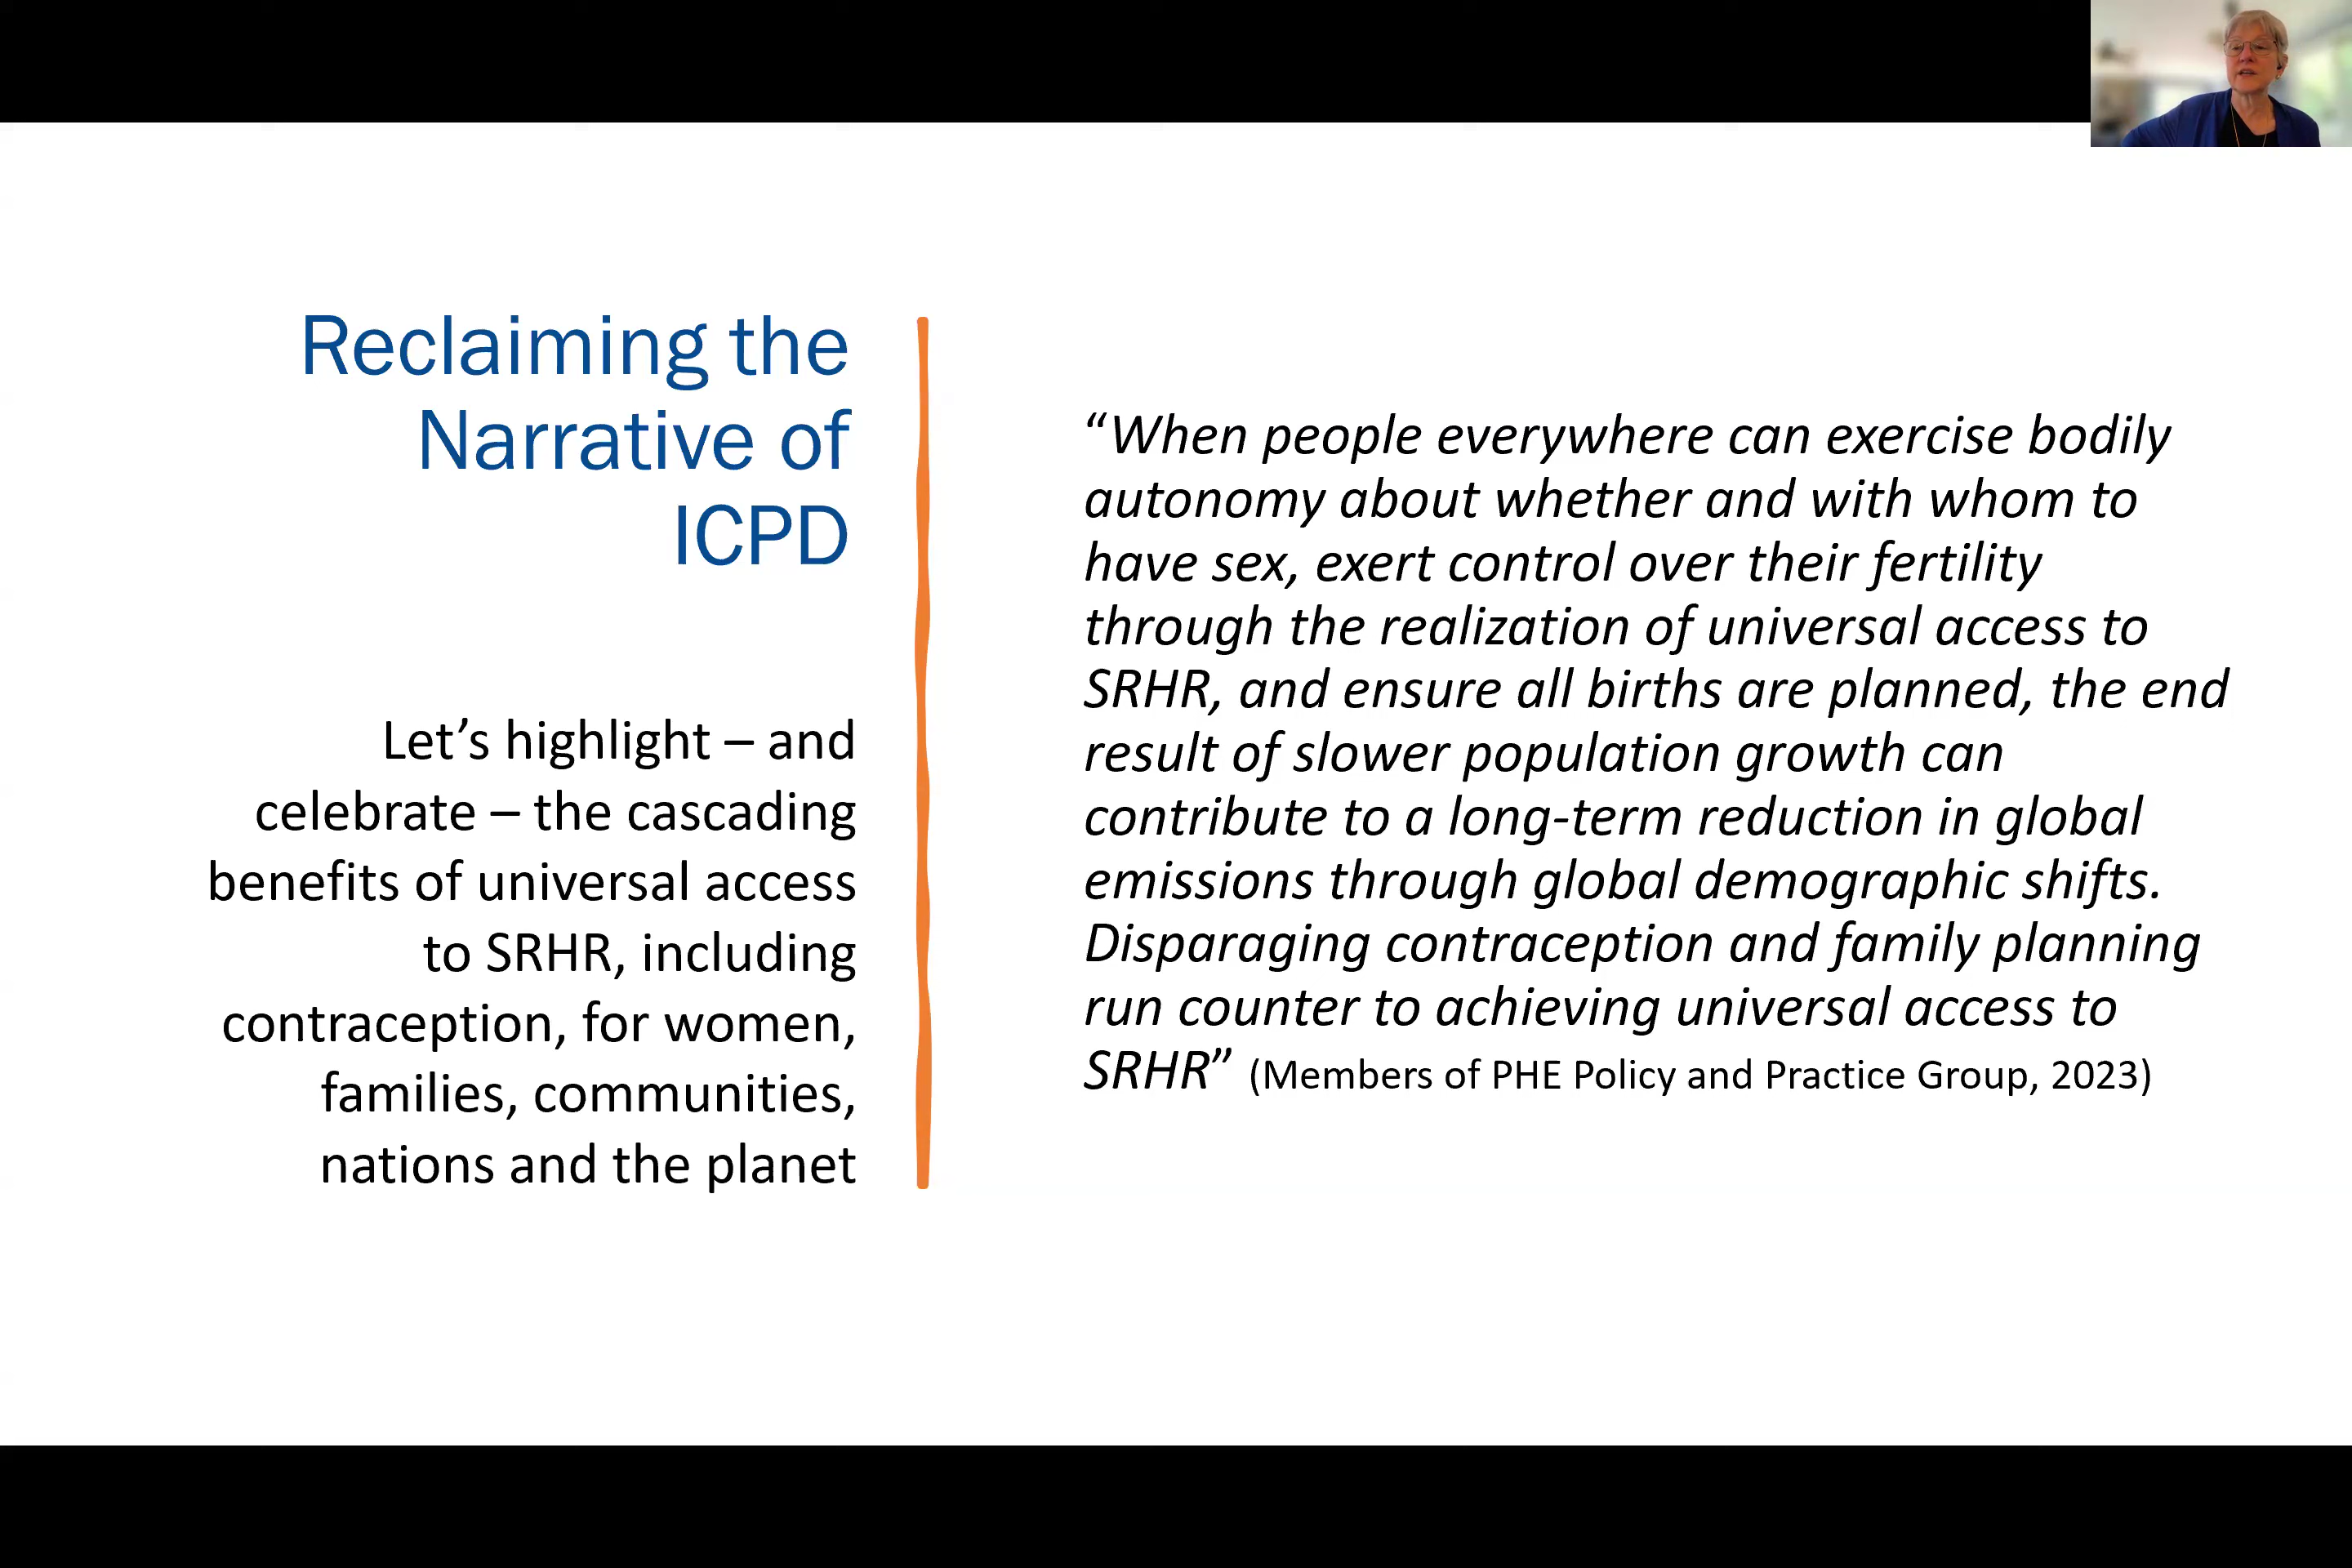 Reclaiming the
Narrative of
ICPD
Let’s highlight – and
celebrate – the cascading
benefits of universal access
to SRHR, including
contraception, for women,
families, communities,
nations and the planet
“When people everywhere can exercise bodily
autonomy about whether and with whom to
have sex, exert control over their fertility
through the realization of universal access to
SRHR, and ensure all births are planned, the end
result of slower population growth can
contribute to a long-term reduction in global
emissions through global demographic shifts.
Disparaging contraception and family planning
run counter to achieving universal access to
SRHR” (Members of PHE Policy and Practice Group, 2023)